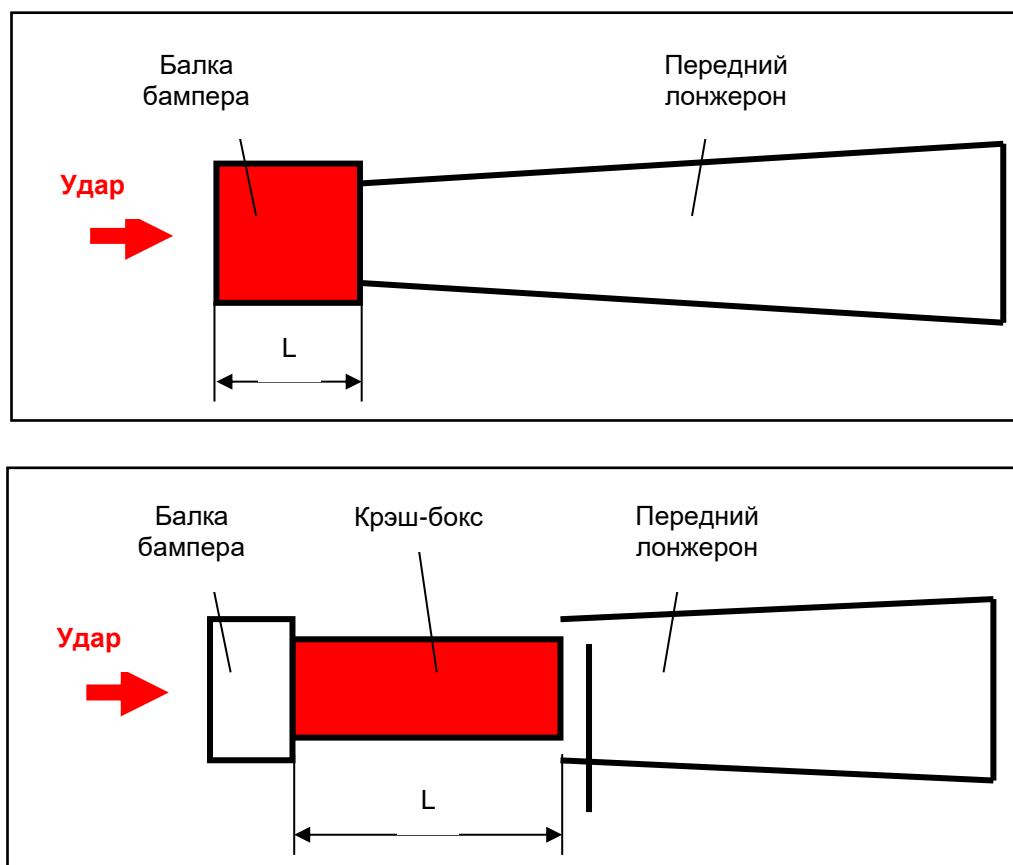 Балка
бампера
Передний
лонжерон
Удар
L
Балка
бампера
Крэш-бокс
Передний
лонжерон
Удар
L